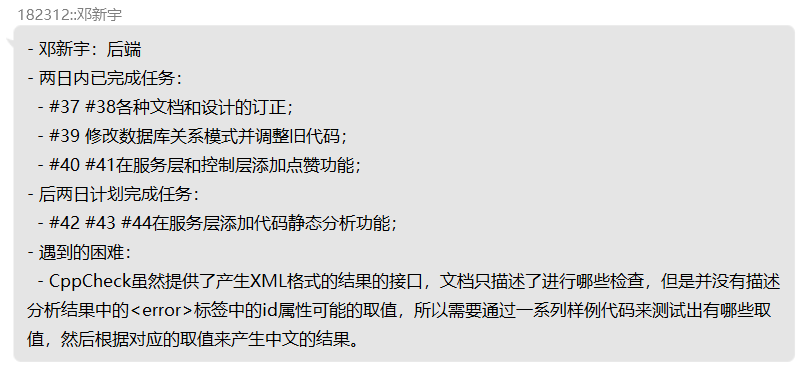 182312::邓新宇
- 邓新宇：后端
- 两日内已完成任务：
- #37 #38各种文档和设计的订正；
- #39 修改数据库关系模式并调整旧代码；
- #40 #41在服务层和控制层添加点赞功能；
- 后两日计划完成任务：
- #42 #43 #44在服务层添加代码静态分析功能；
- 遇到的困难：
- CppCheck虽然提供了产生XML格式的结果的接口，文档只描述了进行哪些检查，但是并没有描述
分析结果中的<error>标签中的id属性可能的取值，所以需要通过一系列样例代码来测试出有哪些取
值，然后根据对应的取值来产生中文的结果。